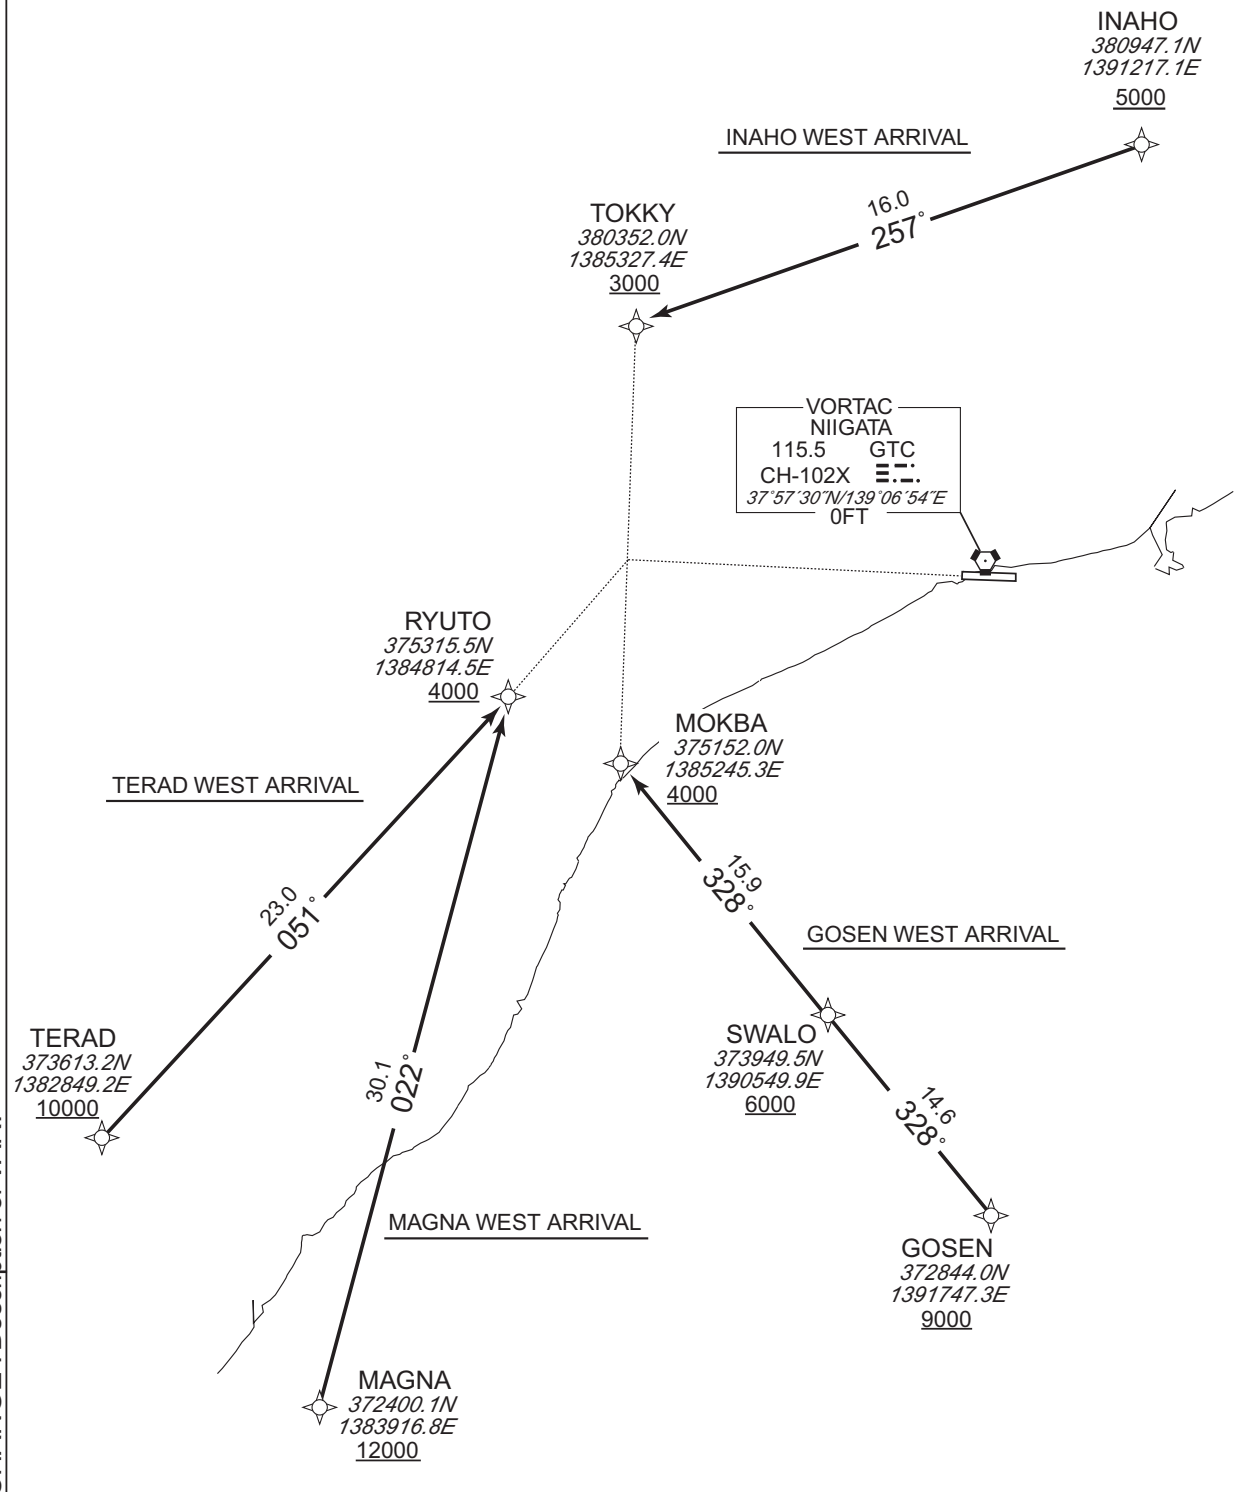 INAHO
380947.1N
1391217.1E
5000
INAHO WEST ARRIVAL
16.0
257°
TOKKY
380352.0N
1385327.4E
3000
VORTAC
NIIGATA
115.5 GTC
CH-102X
37°57′30″N/139°06′54″E
0FT
RYUTO
375315.5N
1384814.5E
4000
MOKBA
375152.0N
1385245.3E
4000
TERAD WEST ARRIVAL
15.9
328°
23.0
051°
GOSEN WEST ARRIVAL
TERAD
373613.2N
1382849.2E
10000
SWALO
373949.5N
1390549.9E
6000
30.1
022°
14.6
328°
MAGNA WEST ARRIVAL
GOSEN
372844.0N
1391747.3E
9000
MAGNA
372400.1N
1383916.8E
12000